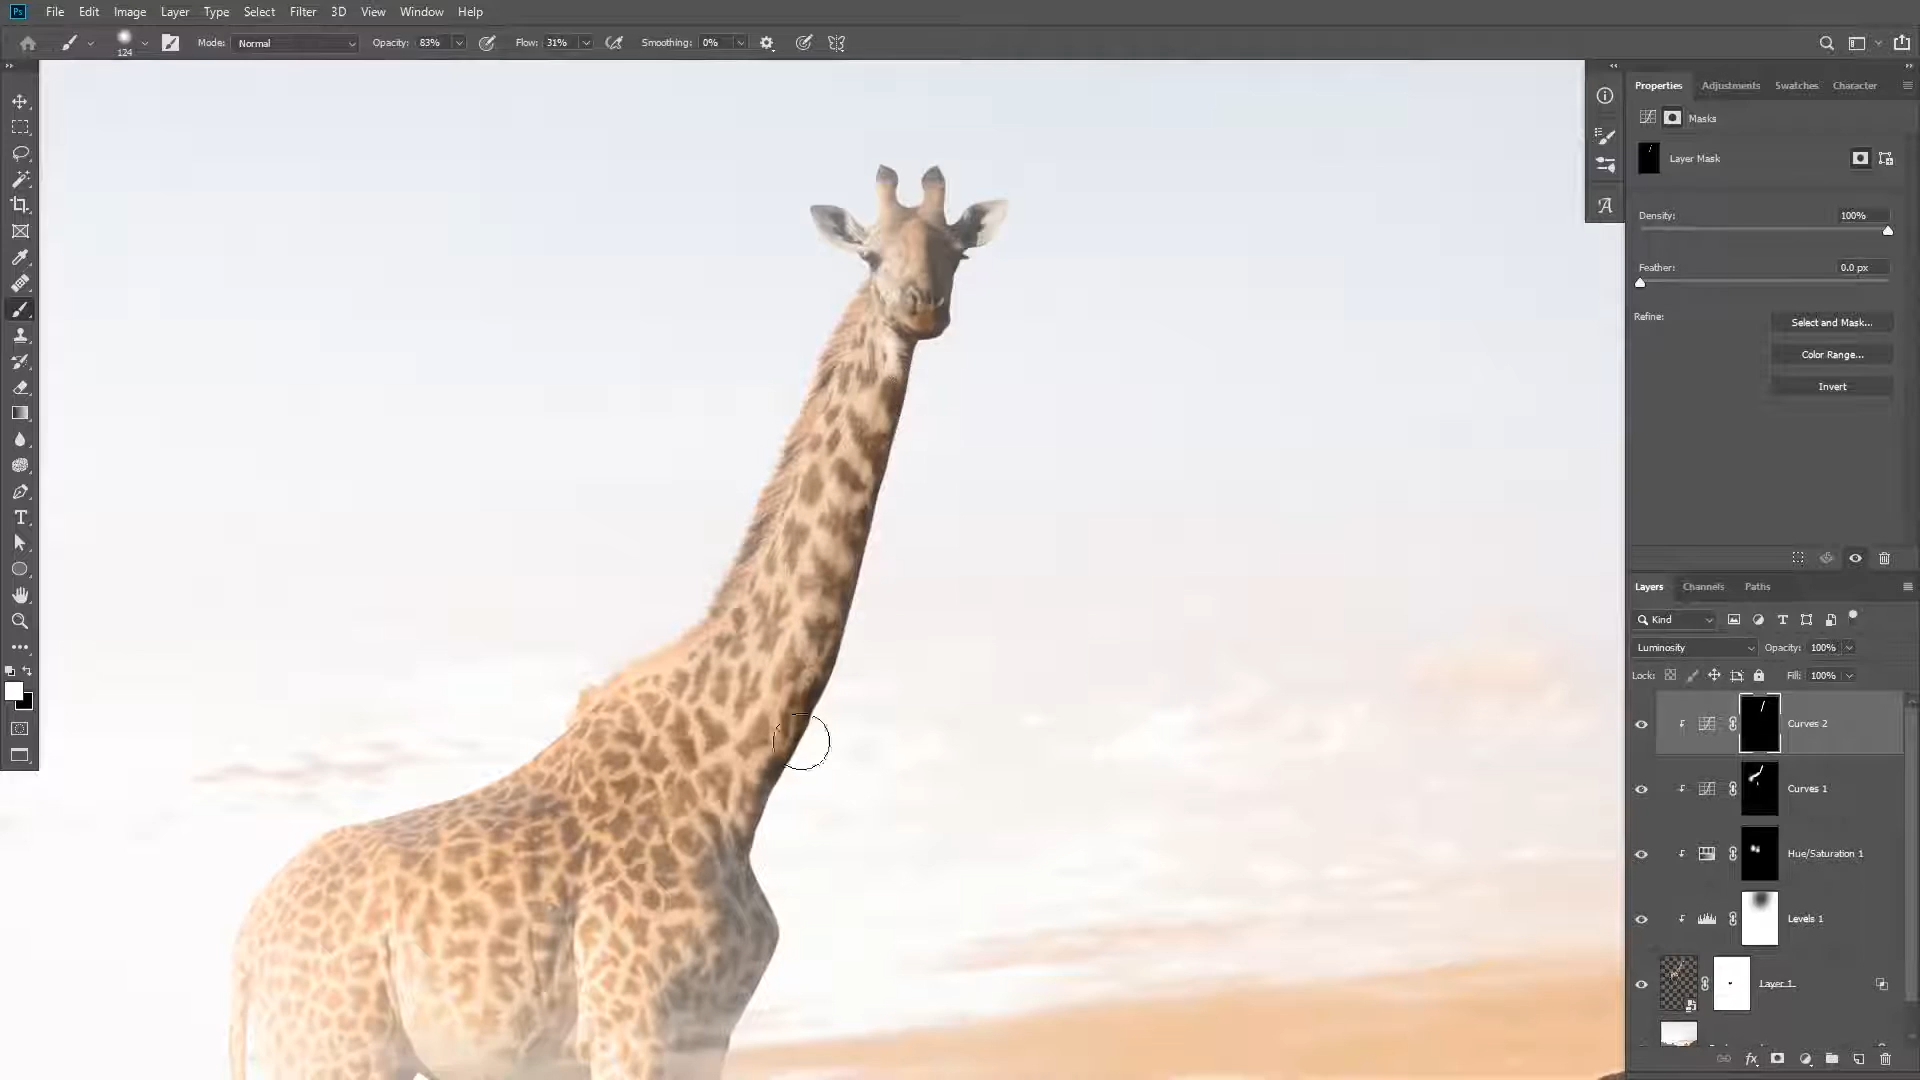 Ps File Edit Image Layer Type Select Filter 3D View Window Help
124 Mode: Normal Opacity: 83% Flow: 31% Smoothing: 0%
Properties Adjustments Swatches Character
Masks
Layer Mask
Density: 100%
Feather: 0.0 px
Refine: Select and Mask...
Color Range...
Invert
Layers Channels Paths
Kind
Luminosity Opacity: 100%
Lock: Fill: 100%
Curves 2
Curves 1
Hue/Saturation 1
Levels 1
Layer 1